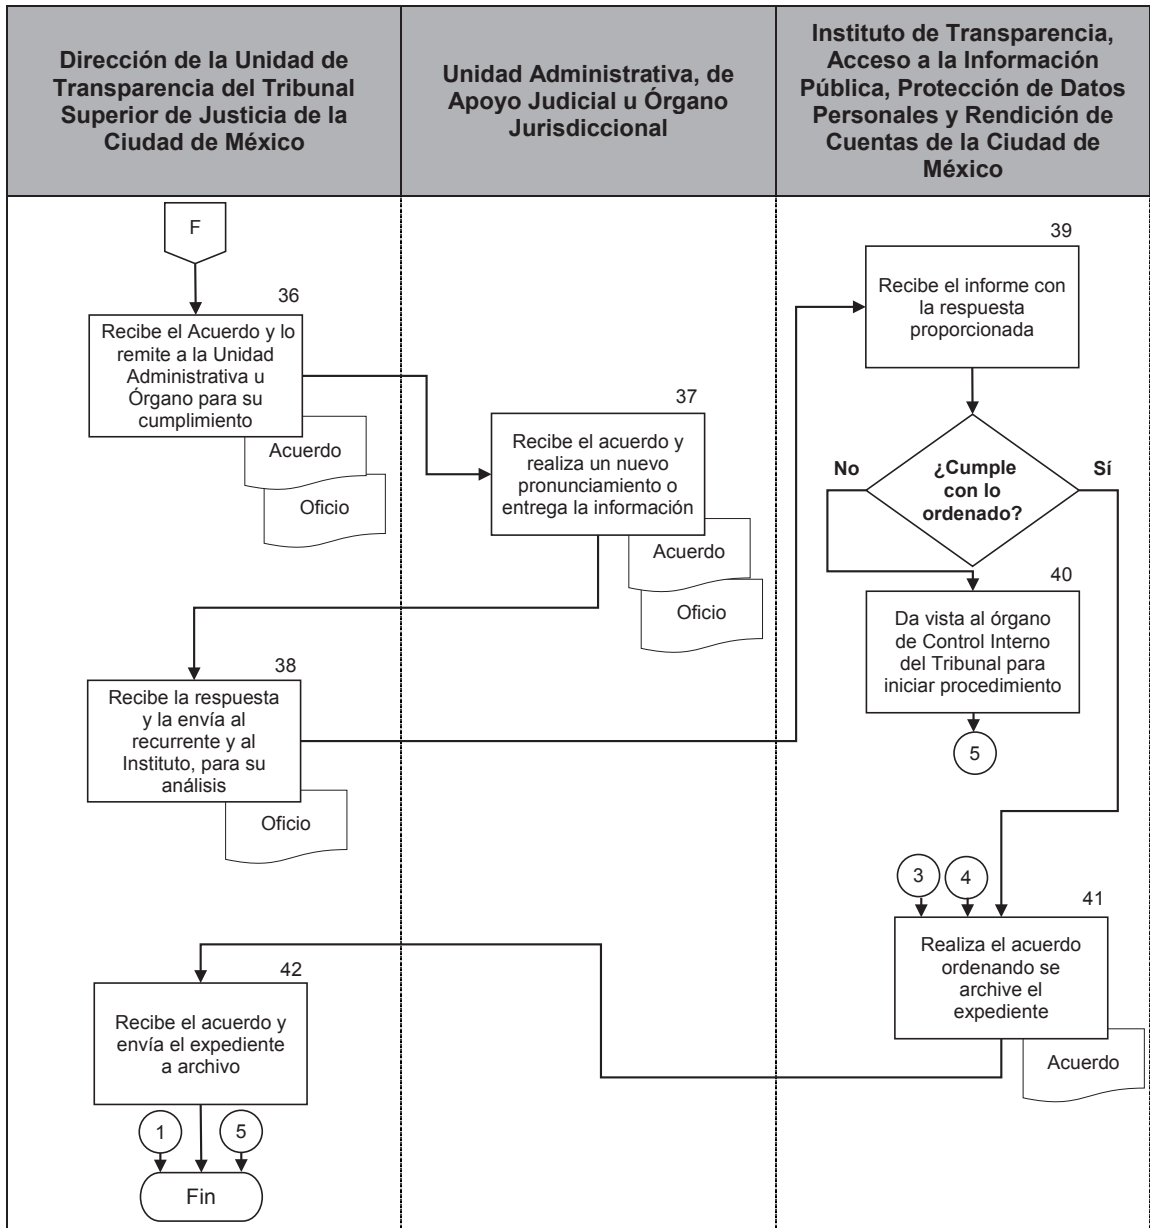 Dirección de la Unidad de
Transparencia del Tribunal
Superior de Justicia de la
Ciudad de México
Unidad Administrativa, de
Apoyo Judicial u Órgano
Jurisdiccional
Instituto de Transparencia,
Acceso a la Información
Pública, Protección de Datos
Personales y Rendición de
Cuentas de la Ciudad de
México
F
36
Recibe el Acuerdo y lo
remite a la Unidad
Administrativa u
Órgano para su
cumplimiento
Acuerdo
Oficio
37
Recibe el acuerdo y
realiza un nuevo
pronunciamiento o
entrega la información
Acuerdo
Oficio
38
Recibe la respuesta
y la envía al
recurrente y al
Instituto, para su
análisis
Oficio
39
Recibe el informe con
la respuesta
proporcionada
¿Cumple
con lo
ordenado?
No
Sí
40
Da vista al órgano
de Control Interno
del Tribunal para
iniciar procedimiento
5
3
4
41
Realiza el acuerdo
ordenando se
archive el
expediente
Acuerdo
42
Recibe el acuerdo y
envía el expediente
a archivo
1
5
Fin